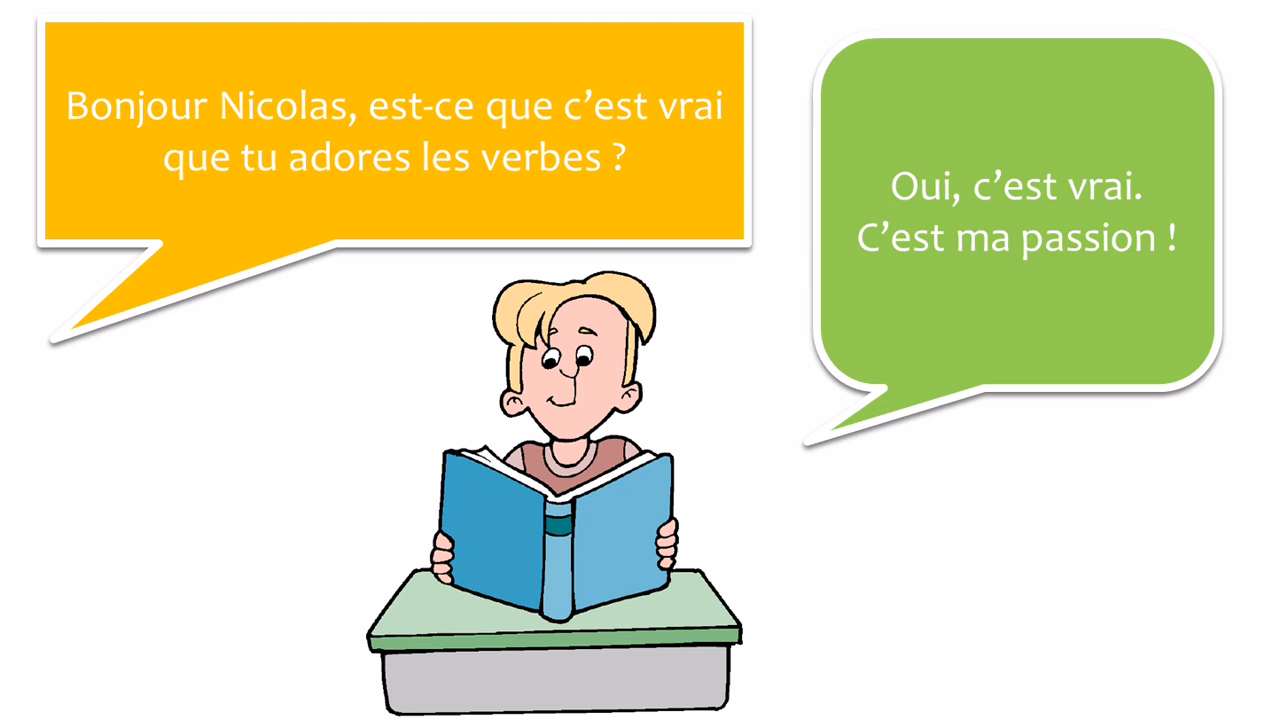 Bonjour Nicolas, est-ce que c’est vrai
que tu adores les verbes ?
Oui, c’est vrai.
C’est ma passion !